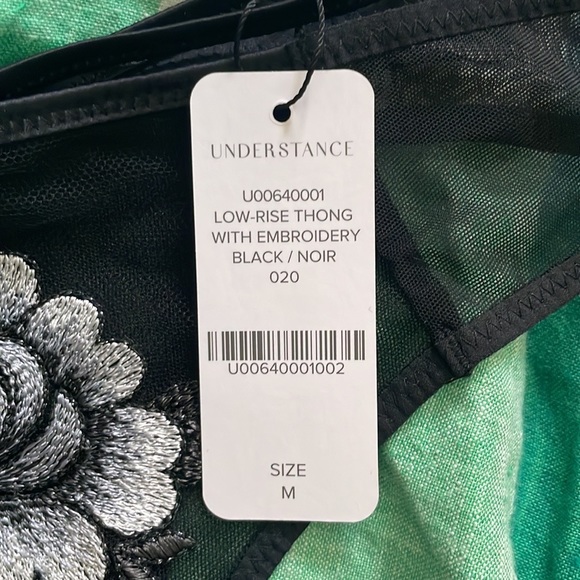 UNDERSTANCE
U00640001
LOW-RISE THONG
WITH EMBROIDERY
BLACK / NOIR
020
U00640001002
SIZE
M